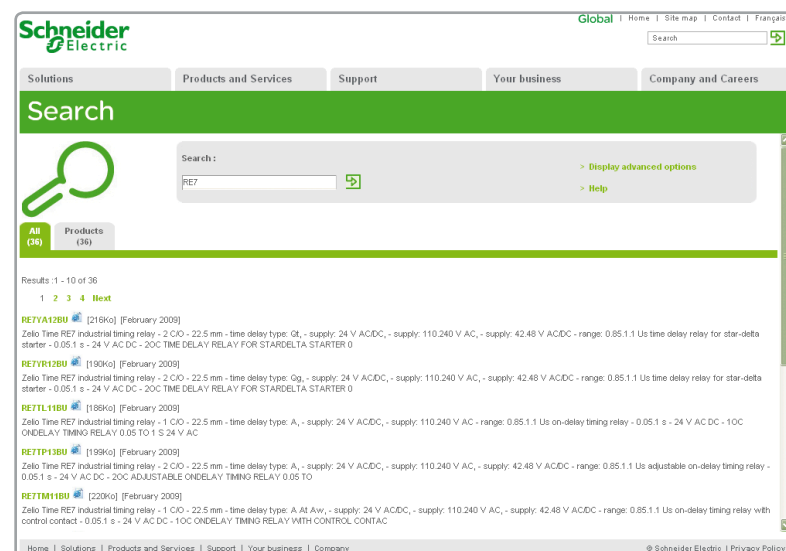 Schneider
Electric
Global | Home | Site map | Contact | Français
Search
Solutions
Products and Services
Support
Your business
Company and Careers
Search
Search :
RE7
> Display advanced options
> Help
All
(36)
Products
(36)
Results :1 - 10 of 36
1 2 3 4 Next
RE7YA12BU [216Ko] [February 2009]
Zelio Time RE7 industrial timing relay - 2 C/O - 22.5 mm - time delay type: Qt, - supply: 24 V AC/DC, - supply: 110.240 V AC, - supply: 42.48 V AC/DC - range: 0.85.1.1 Us time delay relay for star-delta
starter - 0.05.1 s - 24 V AC DC - 2OC TIME DELAY RELAY FOR STARDELTA STARTER 0
RE7YR12BU [190Ko] [February 2009]
Zelio Time RE7 industrial timing relay - 2 C/O - 22.5 mm - time delay type: Qg, - supply: 24 V AC/DC, - supply: 110.240 V AC, - supply: 42.48 V AC/DC - range: 0.85.1.1 Us time delay relay for star-delta
starter - 0.05.1 s - 24 V AC DC - 2OC TIME DELAY RELAY FOR STARDELTA STARTER 0
RE7TL11BU [186Ko] [February 2009]
Zelio Time RE7 industrial timing relay - 1 C/O - 22.5 mm - time delay type: A, - supply: 24 V AC/DC, - supply: 110.240 V AC - range: 0.85.1.1 Us on-delay timing relay - 0.05.1 s - 24 V AC DC - 1OC
ONDELAY TIMING RELAY 0.05 TO 1 S 24 V AC
RE7TP13BU [199Ko] [February 2009]
Zelio Time RE7 industrial timing relay - 2 C/O - 22.5 mm - time delay type: A, - supply: 24 V AC/DC, - supply: 110.240 V AC, - supply: 42.48 V AC/DC - range: 0.85.1.1 Us adjustable on-delay timing relay -
0.05.1 s - 24 V AC DC - 2OC ADJUSTABLE ONDELAY TIMING RELAY 0.05 TO
RE7TM11BU [220Ko] [February 2009]
Zelio Time RE7 industrial timing relay - 1 C/O - 22.5 mm - time delay type: A At Aw, - supply: 24 V AC/DC, - supply: 110.240 V AC, - supply: 42.48 V AC/DC - range: 0.85.1.1 Us on-delay timing relay with
control contact - 0.05.1 s - 24 V AC DC - 1OC ONDELAY TIMING RELAY WITH CONTROL CONTAC
Home | Solutions | Products and Services | Support | Your business | Company
© Schneider Electric | Privacy Policy